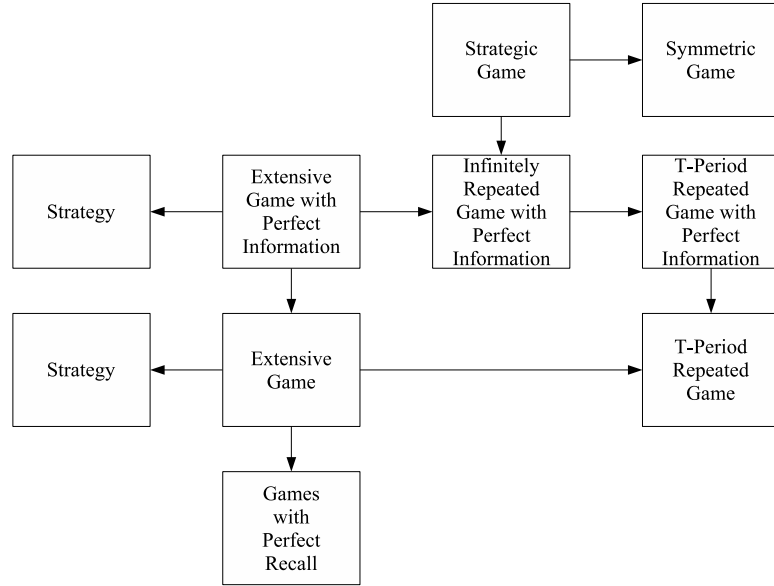 Strategic
Game
Symmetric
Game
Strategy
Extensive
Game with
Perfect
Information
Infinitely
Repeated
Game with
Perfect
Information
T-Period
Repeated
Game with
Perfect
Information
Strategy
Extensive
Game
T-Period
Repeated
Game
Games
with
Perfect
Recall